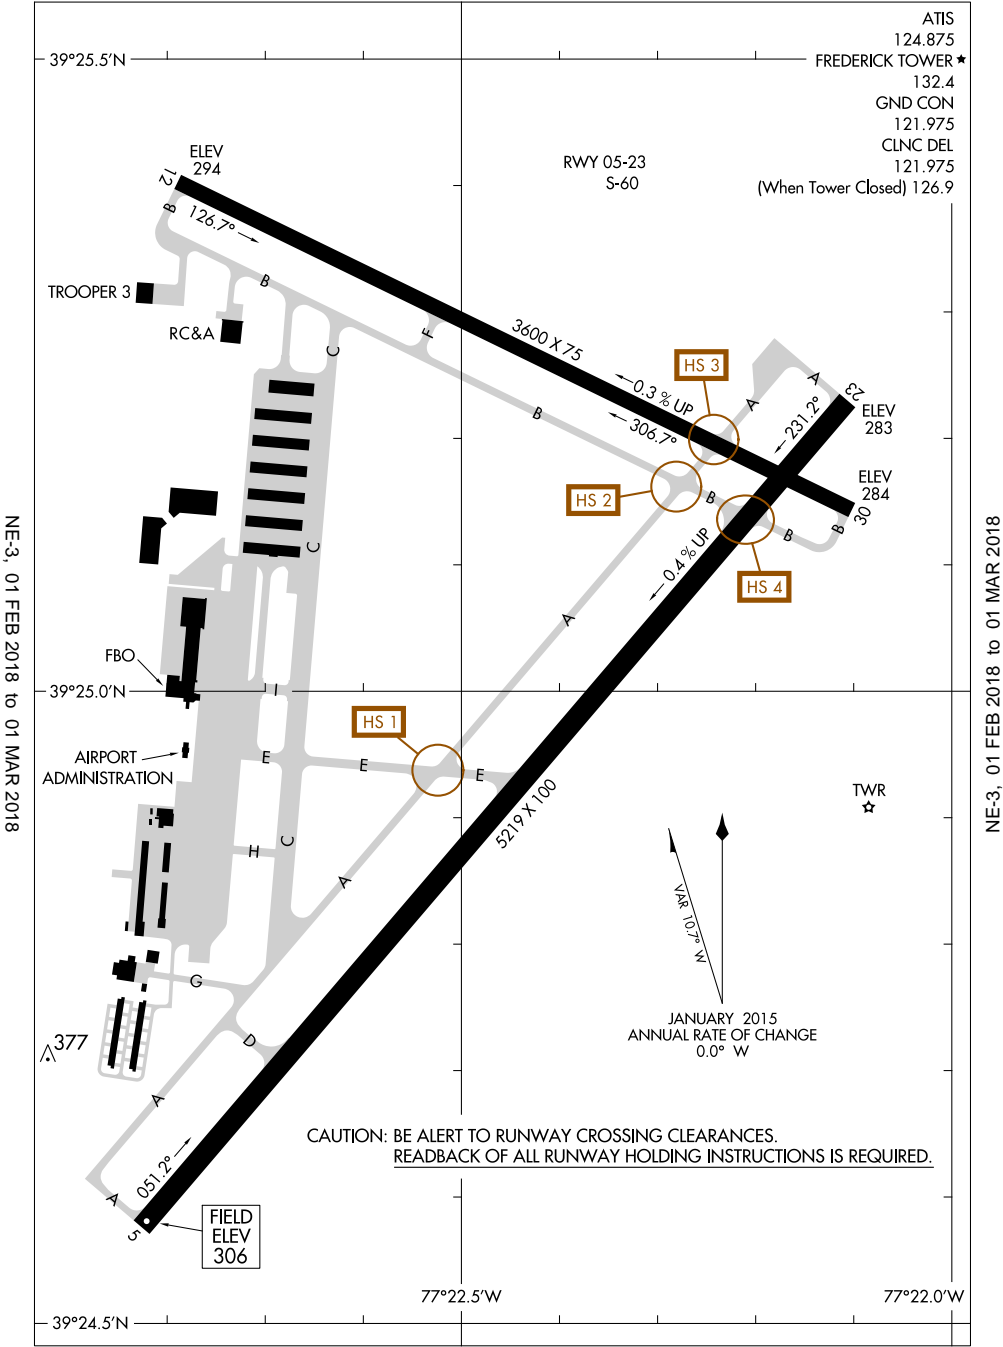 ATIS
124.875
FREDERICK TOWER
132.4
GND CON
121.975
CLNC DEL
121.975
(When Tower Closed) 126.9
39°25.5'N
RWY 05-23
S-60
ELEV
294
12
B
126.7°
TROOPER 3
RC&A
B
F
C
3600 X 75
0.3 % UP
306.7°
HS 3
A
A
23
231.2°
ELEV
283
B
HS 2
B
ELEV
284
30
B
B
0.4 % UP
HS 4
C
A
FBO
39°25.0'N
I
HS 1
AIRPORT
ADMINISTRATION
E
E
E
5219 X 100
TWR
H
C
A
VAR 10.7° W
G
JANUARY 2015
ANNUAL RATE OF CHANGE
0.0° W
377
D
A
CAUTION: BE ALERT TO RUNWAY CROSSING CLEARANCES.
READBACK OF ALL RUNWAY HOLDING INSTRUCTIONS IS REQUIRED.
051.2°
A
5
FIELD
ELEV
306
77°22.5'W
77°22.0'W
39°24.5'N
NE-3, 01 FEB 2018 to 01 MAR 2018
NE-3, 01 FEB 2018 to 01 MAR 2018